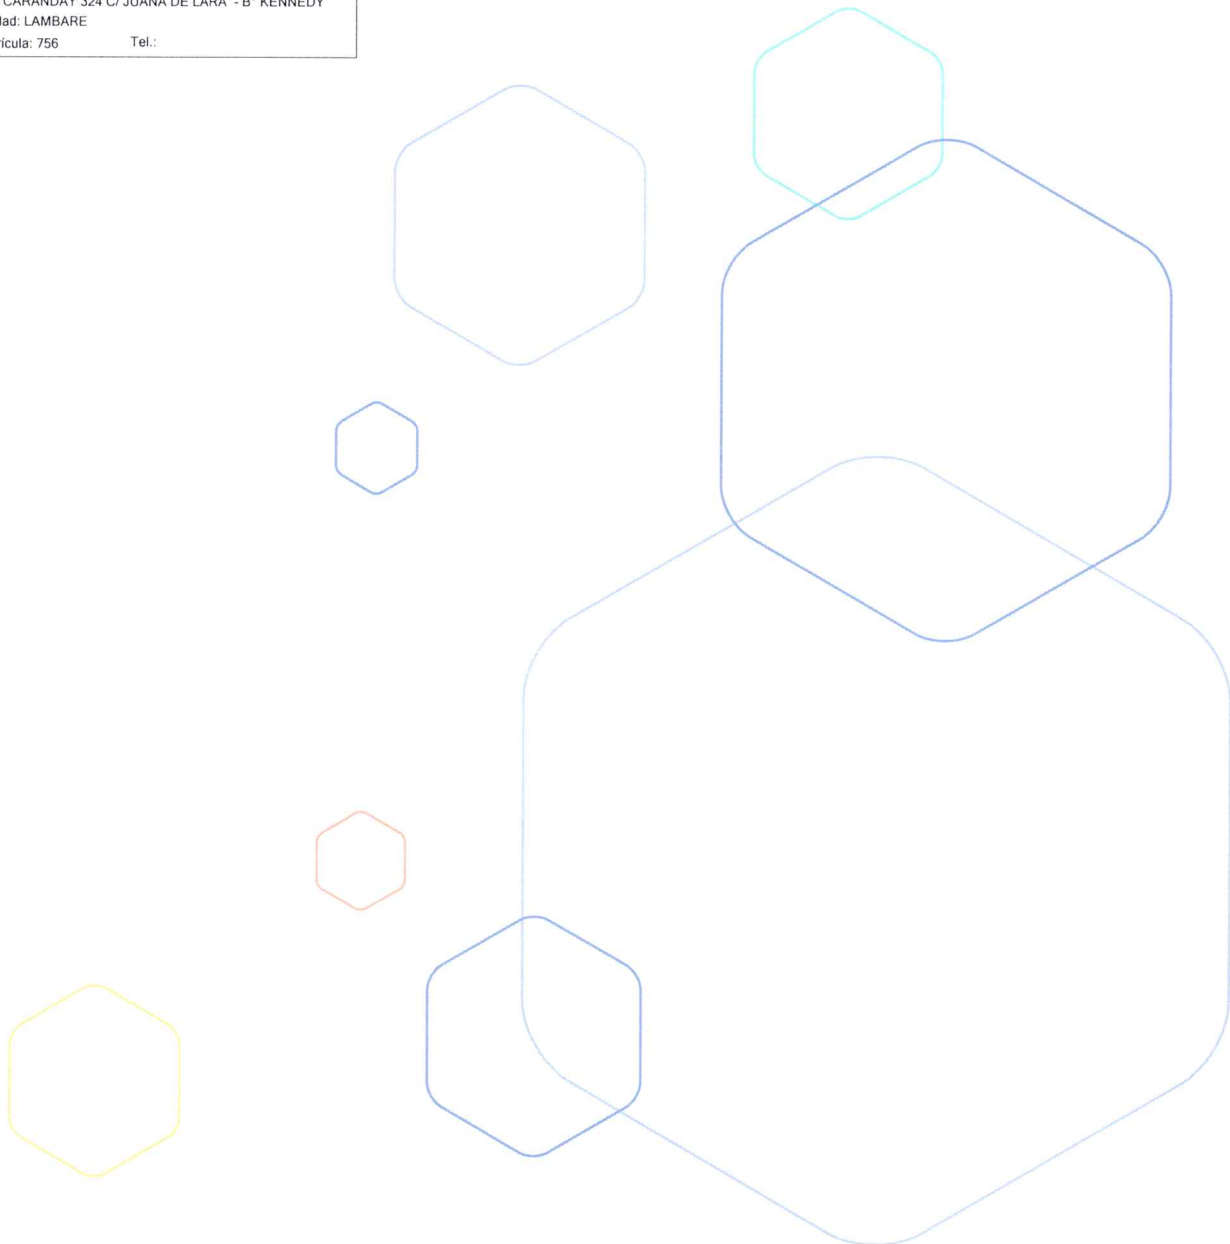 CARANDAY 324 C/ JUANA DE LARA - B° KENNEDY
dad: LAMBARE
rícula: 756 Tel.: